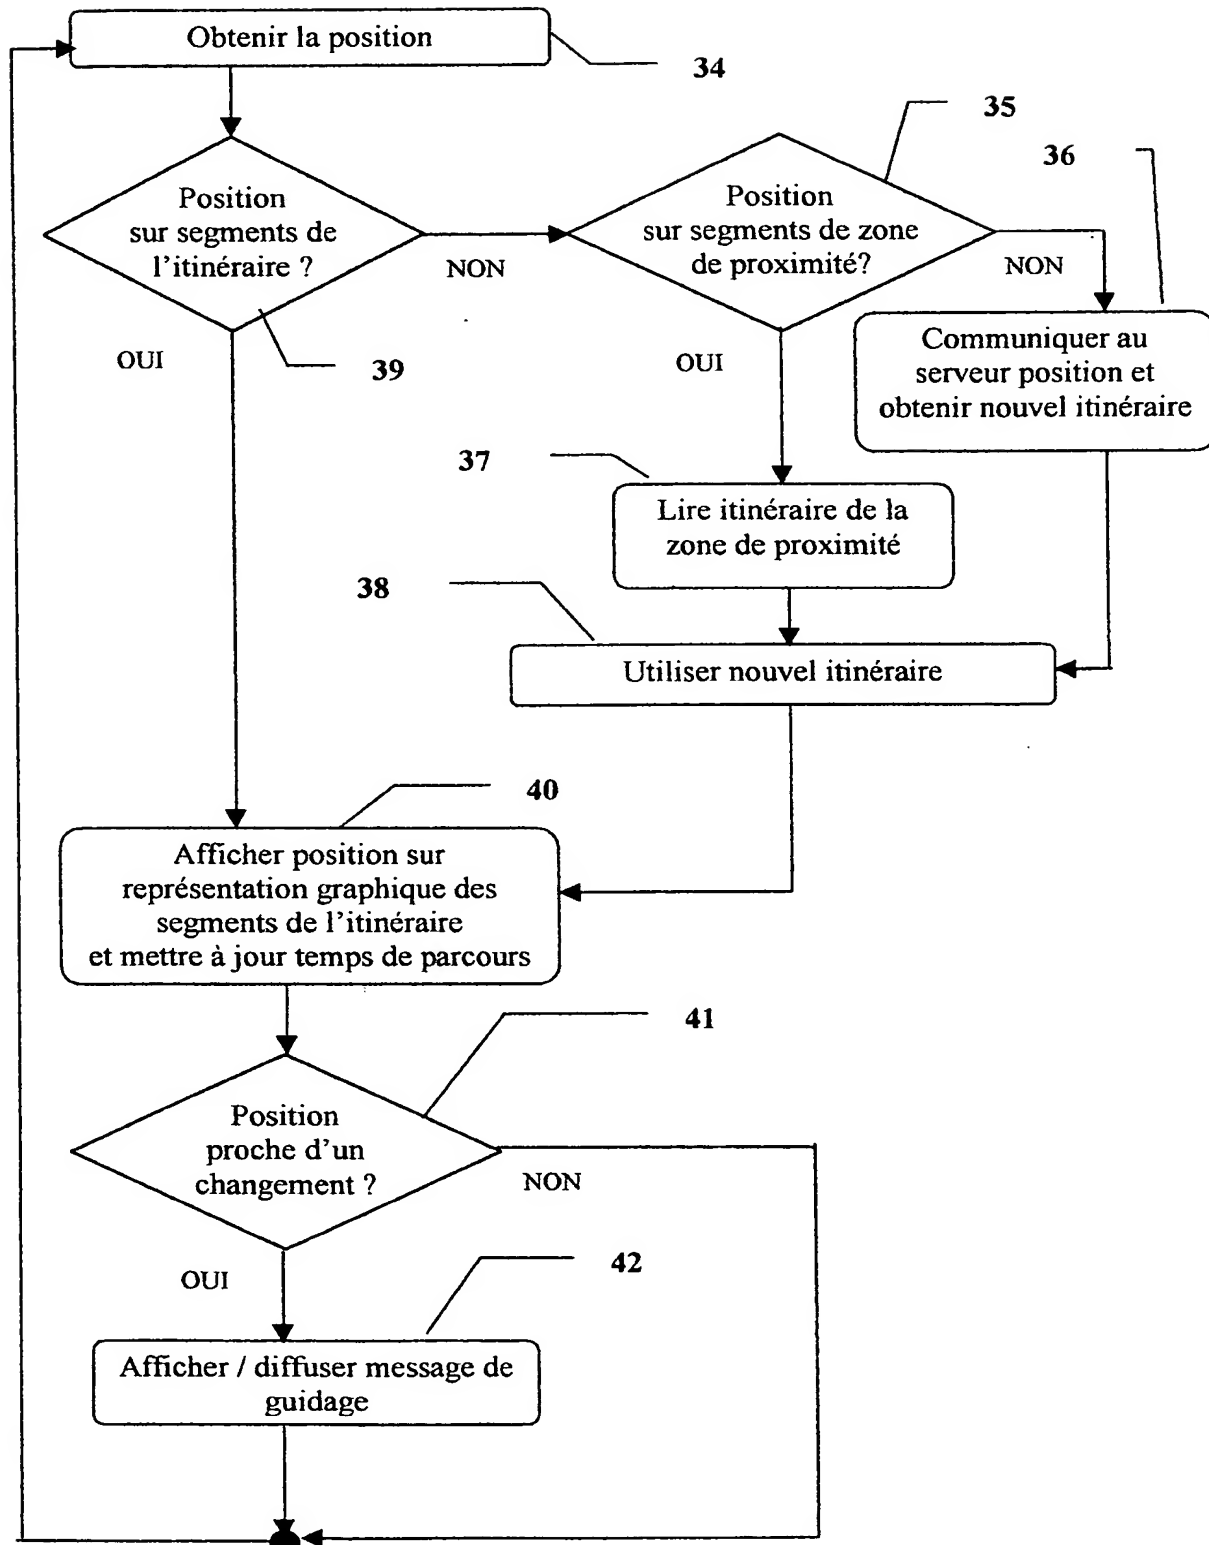 Obtenir la position
34
35
36
Position
sur segments de
l'itinéraire ?
NON
Position
sur segments de zone
de proximité?
NON
OUI
39
OUI
Communiquer au
serveur position et
obtenir nouvel itinéraire
37
Lire itinéraire de la
zone de proximité
38
Utiliser nouvel itinéraire
40
Afficher position sur
représentation graphique des
segments de l'itinéraire
et mettre à jour temps de parcours
41
Position
proche d'un
changement ?
NON
OUI
42
Afficher / diffuser message de
guidage